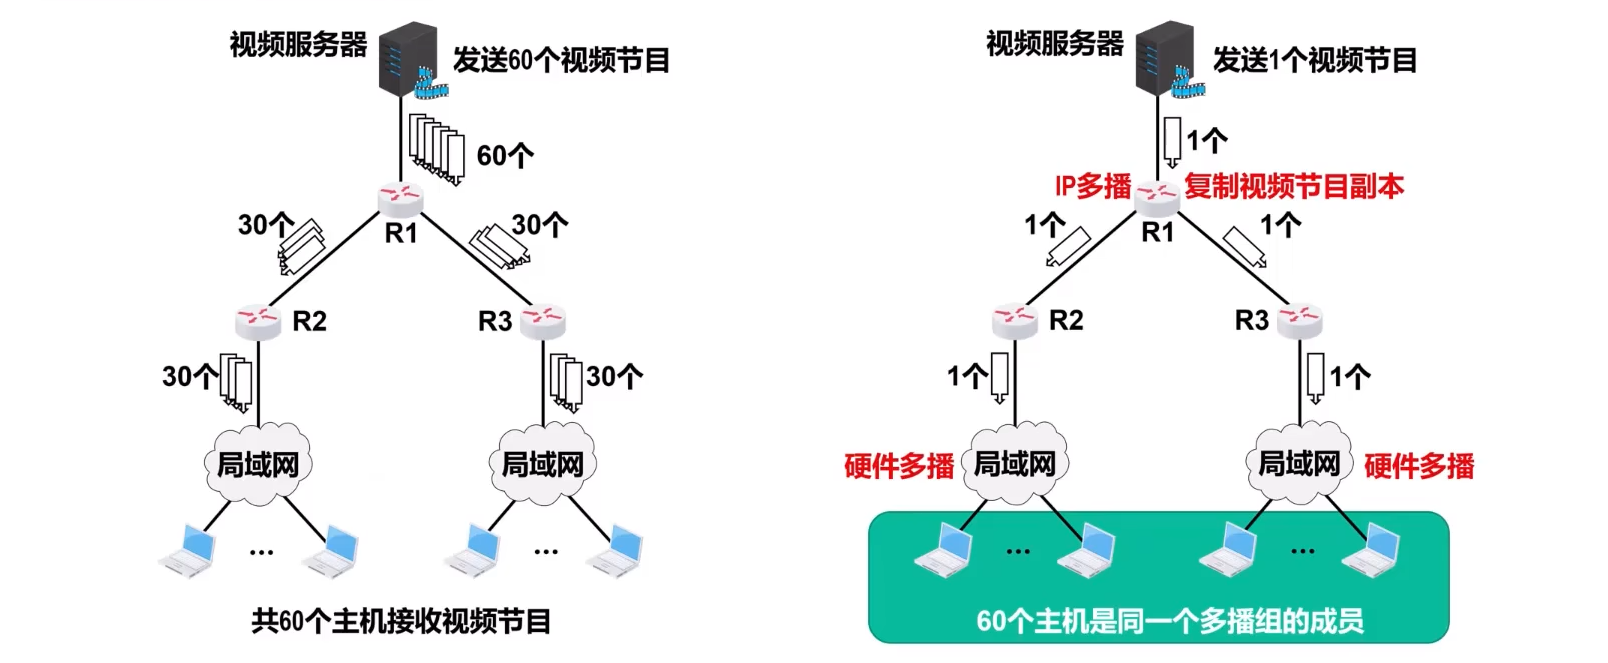 视频服务器
发送60个视频节目
60个
R1
30个
30个
R2
R3
30个
30个
局域网
局域网
...
...
共60个主机接收视频节目
视频服务器
发送1个视频节目
1个
IP多播
复制视频节目副本
R1
1个
1个
R2
R3
1个
1个
硬件多播
局域网
局域网
硬件多播
...
...
60个主机是同一个多播组的成员